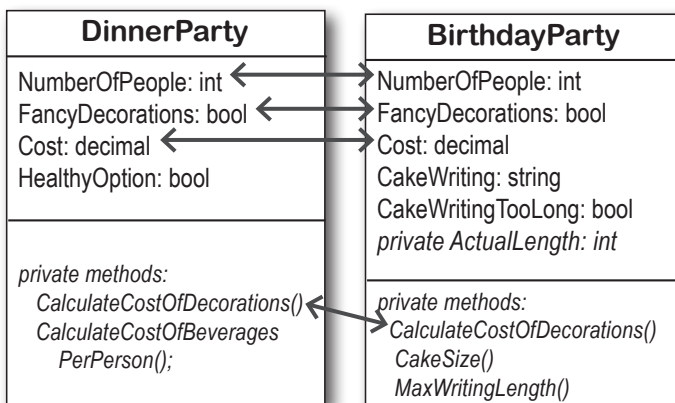 DinnerParty
NumberOfPeople: int
FancyDecorations: bool
Cost: decimal
HealthyOption: bool
private methods:
CalculateCostOfDecorations()
CalculateCostOfBeverages
PerPerson();
BirthdayParty
NumberOfPeople: int
FancyDecorations: bool
Cost: decimal
CakeWriting: string
CakeWritingTooLong: bool
private ActualLength: int
private methods:
CalculateCostOfDecorations()
CakeSize()
MaxWritingLength()